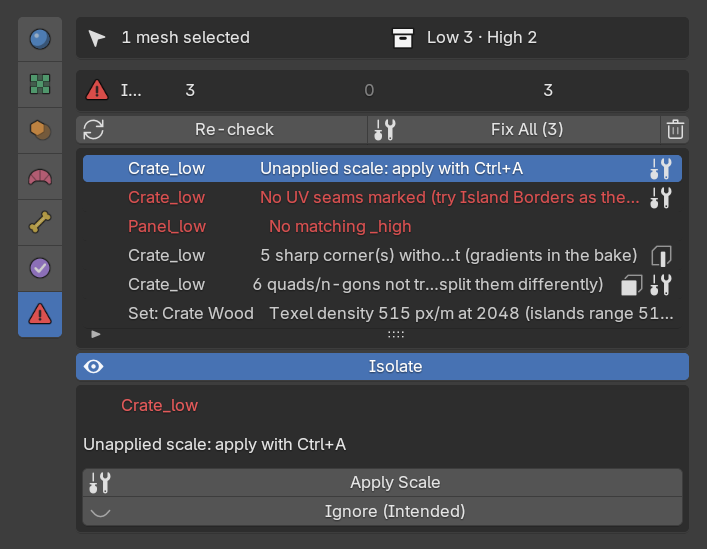 1 mesh selected Low 3 · High 2
I... 3 0 3
Re-check Fix All (3)
Crate_low Unapplied scale: apply with Ctrl+A
Crate_low No UV seams marked (try Island Borders as the...
Panel_low No matching _high
Crate_low 5 sharp corner(s) witho...t (gradients in the bake)
Crate_low 6 quads/n-gons not tr...split them differently)
Set: Crate Wood Texel density 515 px/m at 2048 (islands range 51...
Isolate
Crate_low
Unapplied scale: apply with Ctrl+A
Apply Scale
Ignore (Intended)